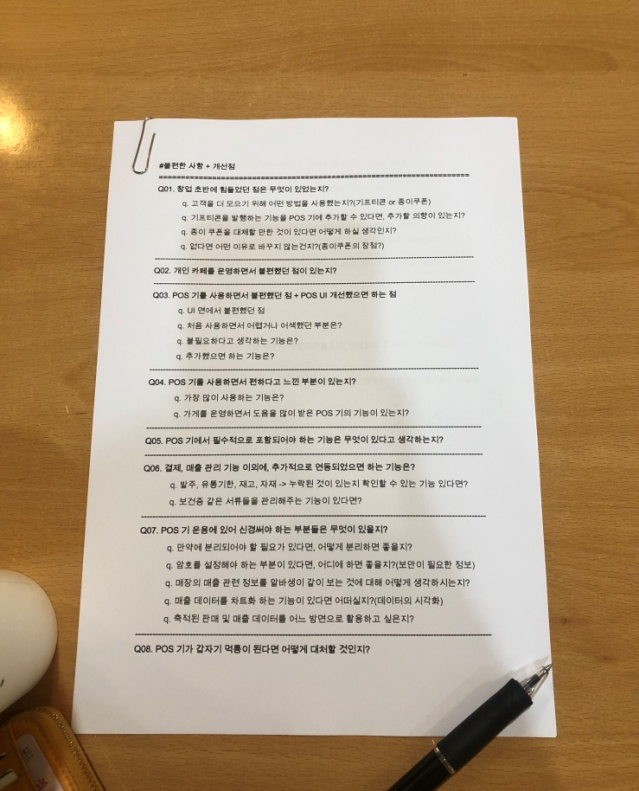 #불편한 사항 + 개선점
Q01. 창업 초반에 힘들었던 점은 무엇이 있었는지?
q. 고객을 더 모으기 위해 어떤 방법을 사용했는지?(기프티콘 or 종이쿠폰)
q. 기프티콘을 발행하는 기능을 POS 기에 추가할 수 있다면, 추가할 의향이 있는지?
q. 종이 쿠폰을 대체할 만한 것이 있다면 어떻게 하실 생각인지?
q. 없다면 어떤 이유로 바꾸지 않는건지?(종이쿠폰의 장점?)
Q02. 개인 카페를 운영하면서 불편했던 점이 있는지?
Q03. POS 기를 사용하면서 불편했던 점 + POS UI 개선했으면 하는 점
q. UI 면에서 불편했던 점
q. 처음 사용하면서 어렵거나 어색했던 부분은?
q. 불필요하다고 생각하는 기능은?
q. 추가했으면 하는 기능은?
Q04. POS 기를 사용하면서 편하다고 느낀 부분이 있는지?
q. 가장 많이 사용하는 기능은?
q. 가게를 운영하면서 도움을 많이 받은 POS 기의 기능이 있는지?
Q05. POS 기에서 필수적으로 포함되어야 하는 기능은 무엇이 있다고 생각하는지?
Q06. 결제, 매출 관리 기능 이외에, 추가적으로 연동되었으면 하는 기능은?
q. 발주, 유통기한, 재고, 자재 -> 누락된 것이 있는지 확인할 수 있는 기능 있다면?
q. 보건증 같은 서류들을 관리해주는 기능이 있다면?
Q07. POS 기 운용에 있어 신경써야 하는 부분들은 무엇이 있을지?
q. 만약에 분리되어야 할 필요가 있다면, 어떻게 분리하면 좋을지?
q. 암호를 설정해야 하는 부분이 있다면, 어디에 하면 좋을지?(보안이 필요한 정보)
q. 매장의 매출 관련 정보를 알바생이 같이 보는 것에 대해 어떻게 생각하시는지?
q. 매출 데이터를 차트화 하는 기능이 있다면 어떠실지?(데이터의 시각화)
q. 축적된 판매 및 매출 데이터를 어느 방면으로 활용하고 싶은지?
Q08. POS 기가 갑자기 먹통이 된다면 어떻게 대처할 것인지?